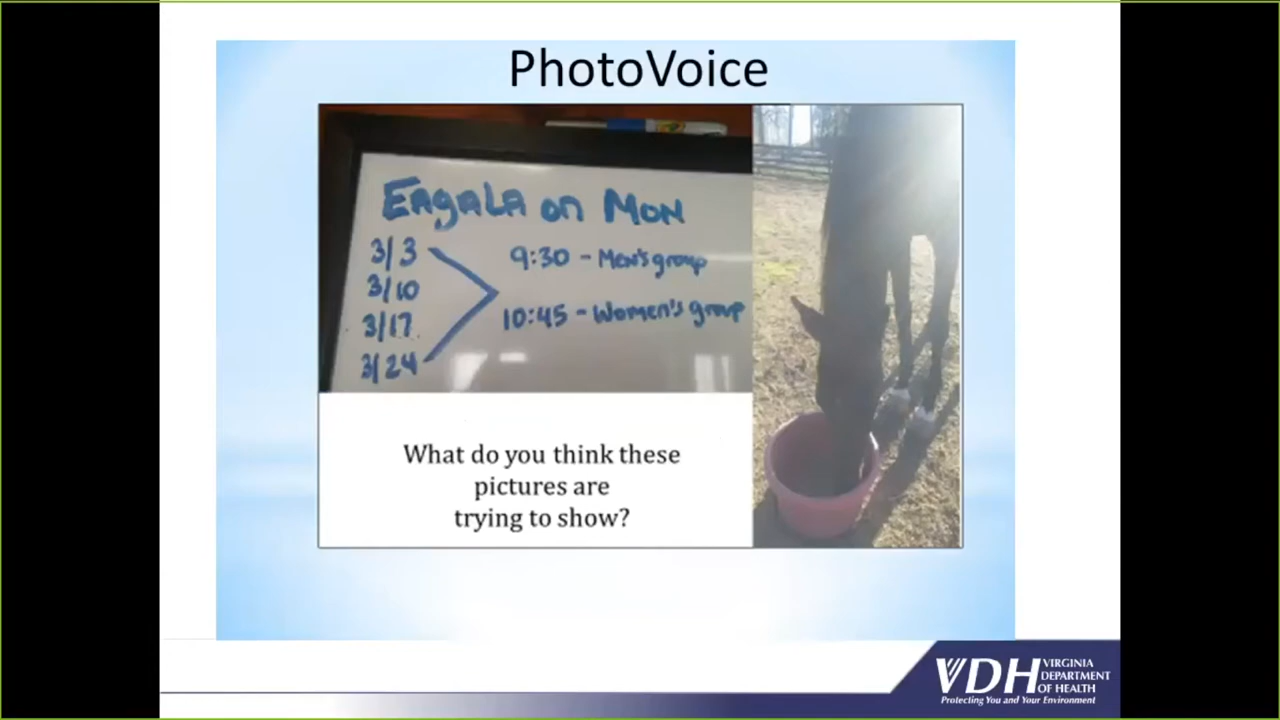 PhotoVoice
EAgaLA on Mon
3/3
9:30 - Men's group
3/10
10:45 - Women's group
3/17
3/24
What do you think these
pictures are
trying to show?
VDH VIRGINIA
DEPARTMENT
OF HEALTH
Protecting You and Your Environment